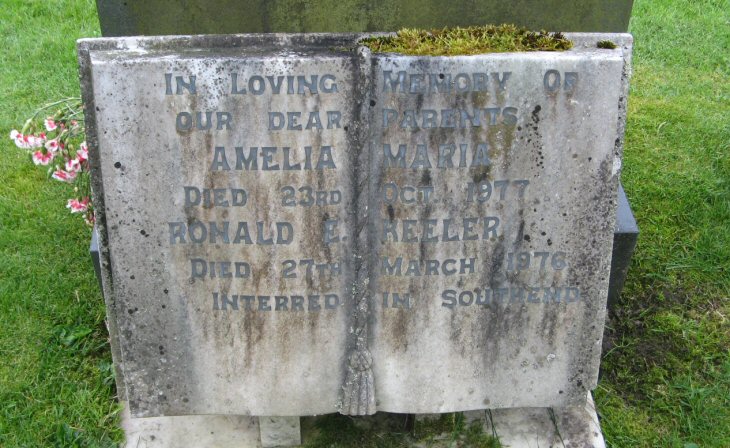 IN LOVING MEMORY OF
OUR DEAR PARENTS
AMELIA MARIA
DIED 23RD OCT. 1977
RONALD E. KEELER
DIED 27TH MARCH 1976
INTERRED IN SOUTHEND